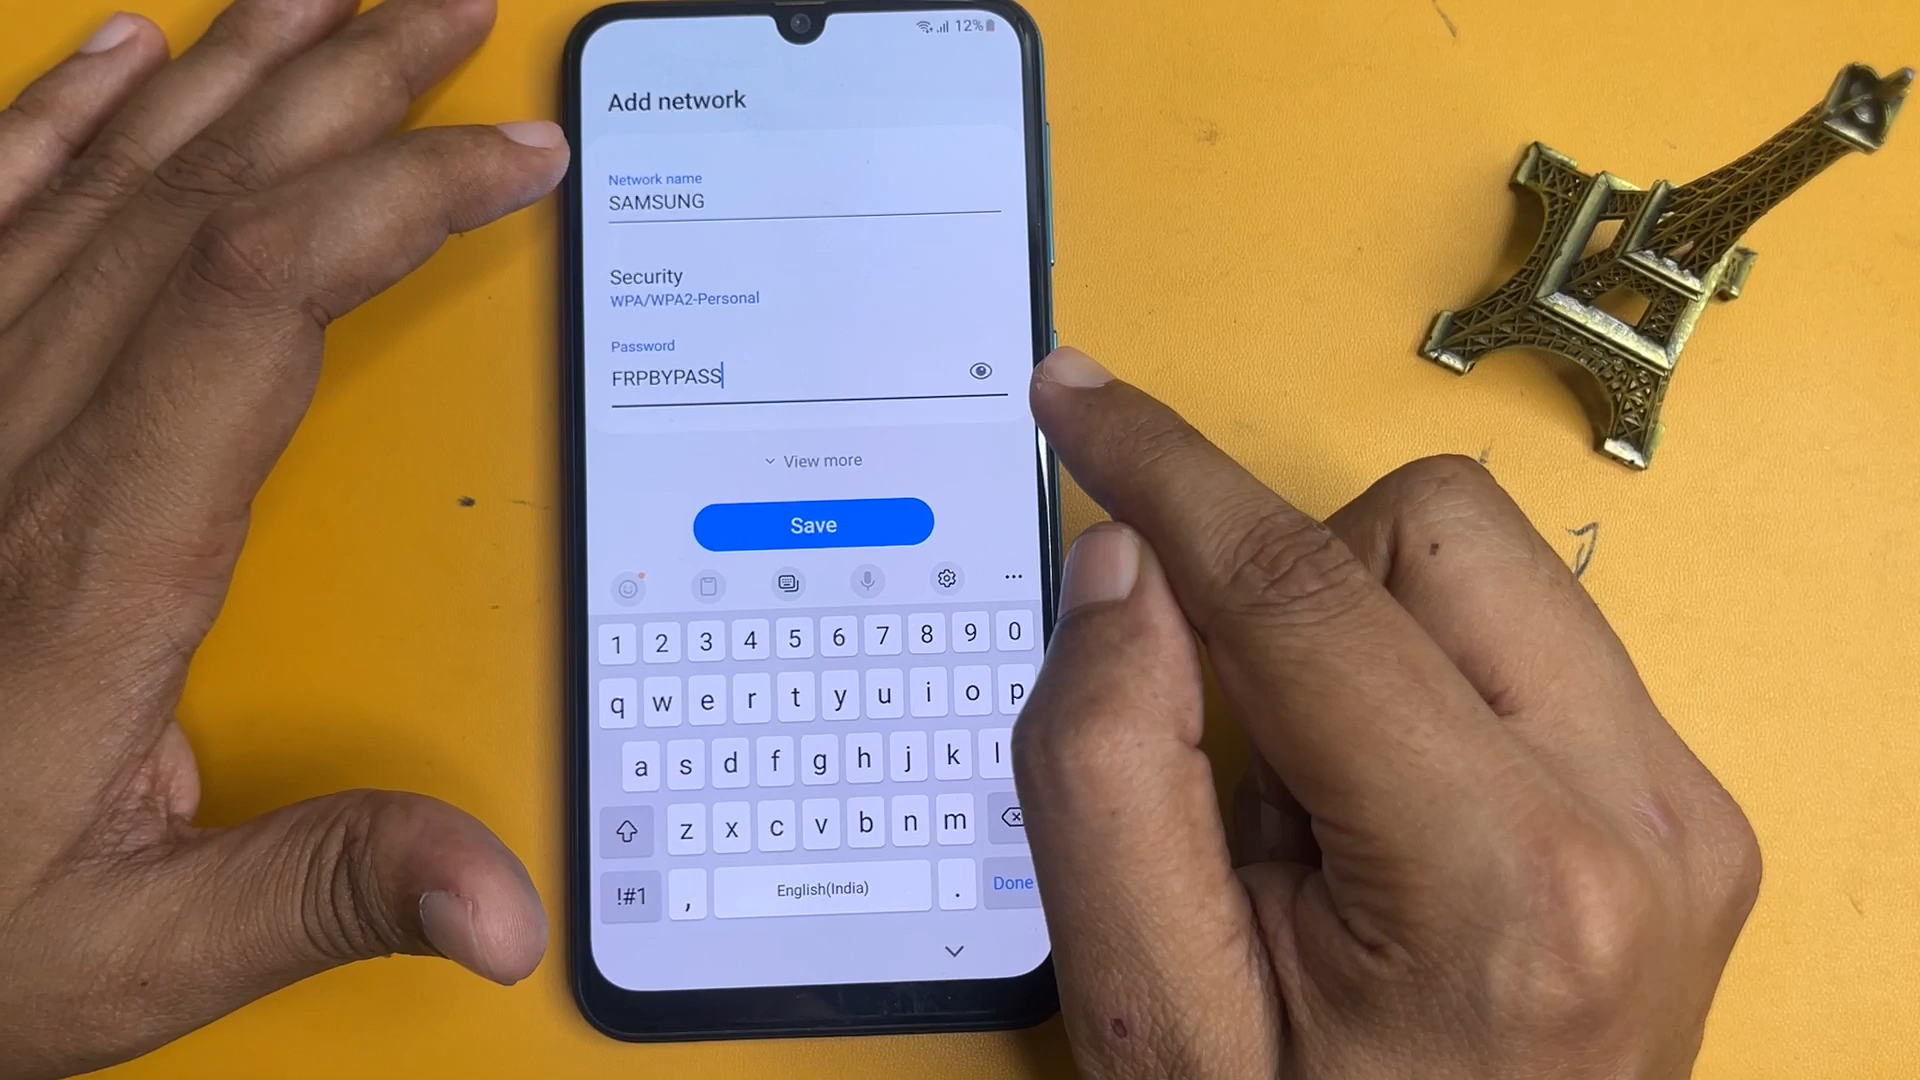 12%
Add network
Network name
SAMSUNG
Security
WPA/WPA2-Personal
Password
FRPBYPASS
View more
Save
1 2 3 4 5 6 7 8 9 0
q w e r t y u i o p
a s d f g h j k l
z x c v b n m
!#1 , English(India) . Done